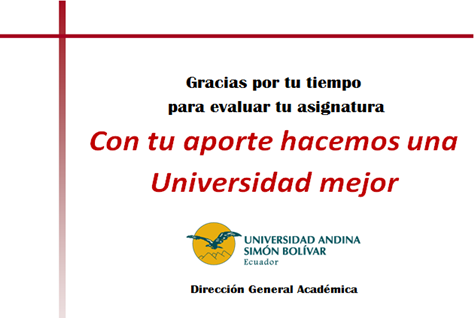 Gracias por tu tiempo
para evaluar tu asignatura
Con tu aporte hacemos una
Universidad mejor
UNIVERSIDAD ANDINA
SIMÓN BOLÍVAR
Ecuador
Dirección General Académica